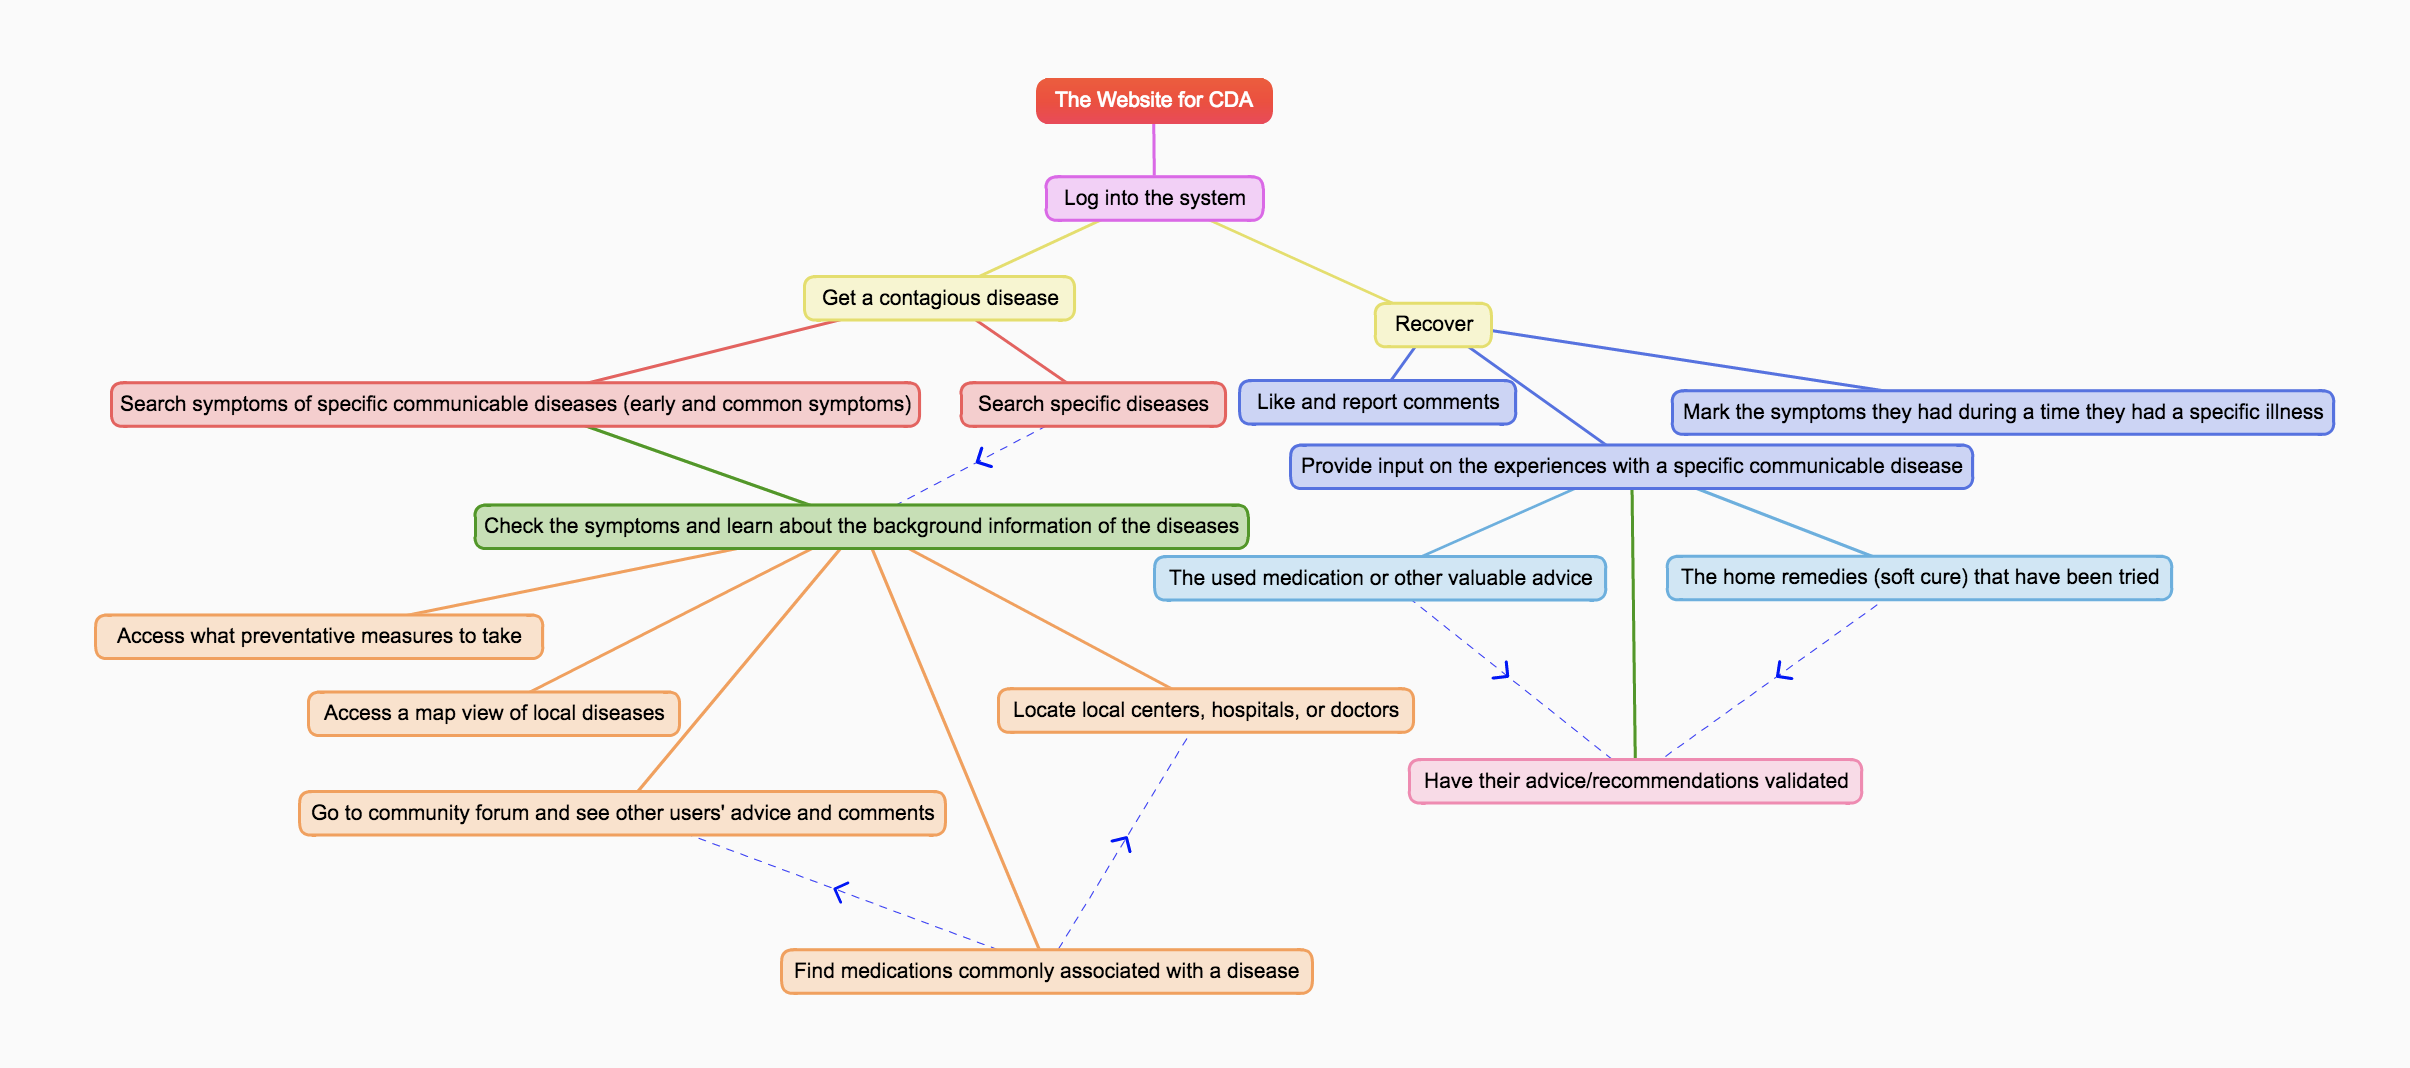 The Website for CDA
Log into the system
Get a contagious disease
Recover
Search symptoms of specific communicable diseases (early and common symptoms)
Search specific diseases
Like and report comments
Mark the symptoms they had during a time they had a specific illness
Provide input on the experiences with a specific communicable disease
Check the symptoms and learn about the background information of the diseases
The used medication or other valuable advice
The home remedies (soft cure) that have been tried
Access what preventative measures to take
Access a map view of local diseases
Locate local centers, hospitals, or doctors
Have their advice/recommendations validated
Go to community forum and see other users' advice and comments
Find medications commonly associated with a disease